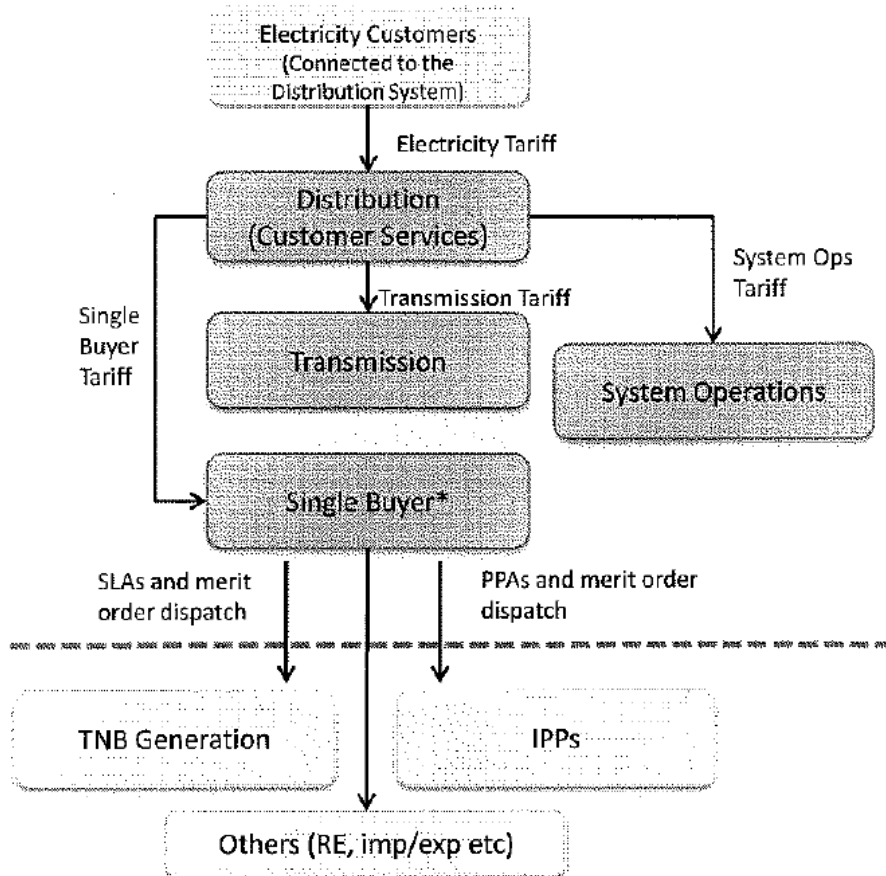 Electricity Customers
(Connected to the
Distribution System)
Electricity Tariff
Distribution
(Customer Services)
System Ops
Tariff
Transmission Tariff
Single
Buyer
Tariff
Transmission
System Operations
Single Buyer*
SLAs and merit
order dispatch
PPAs and merit order
dispatch
TNB Generation
IPPs
Others (RE, imp/exp etc)